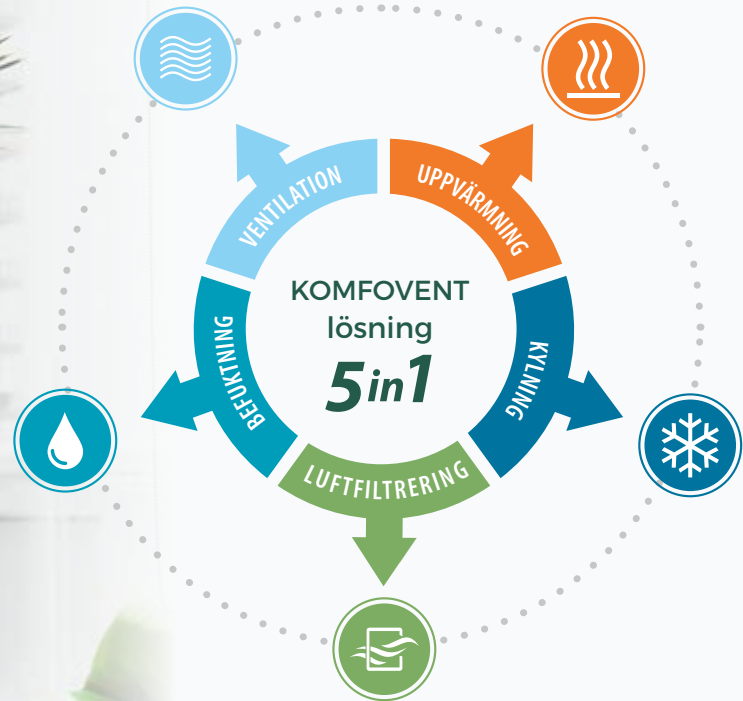 VENTILATION
UPPVÄRMNING
KOMFOVENT
lösning
5in1
BEFUKTNING
KYLNING
LUFTFILTRERING